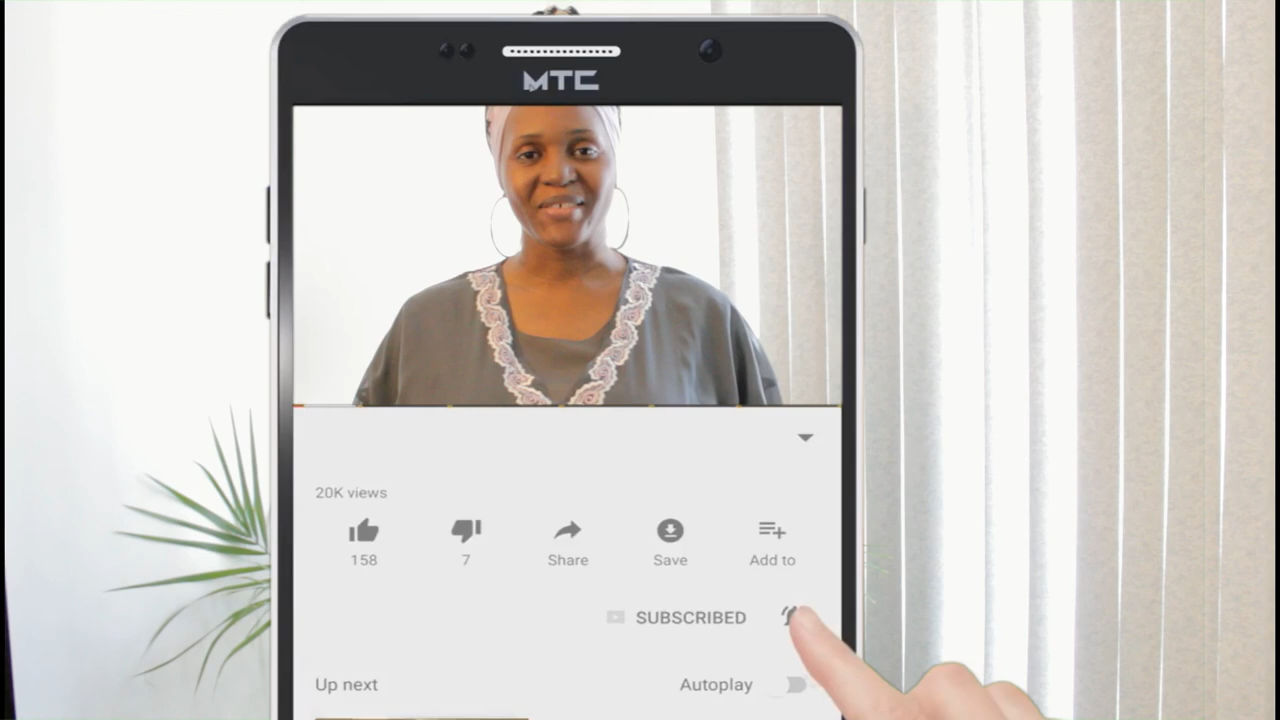 MTC
20K views
158 7 Share Save Add to
SUBSCRIBED
Up next Autoplay